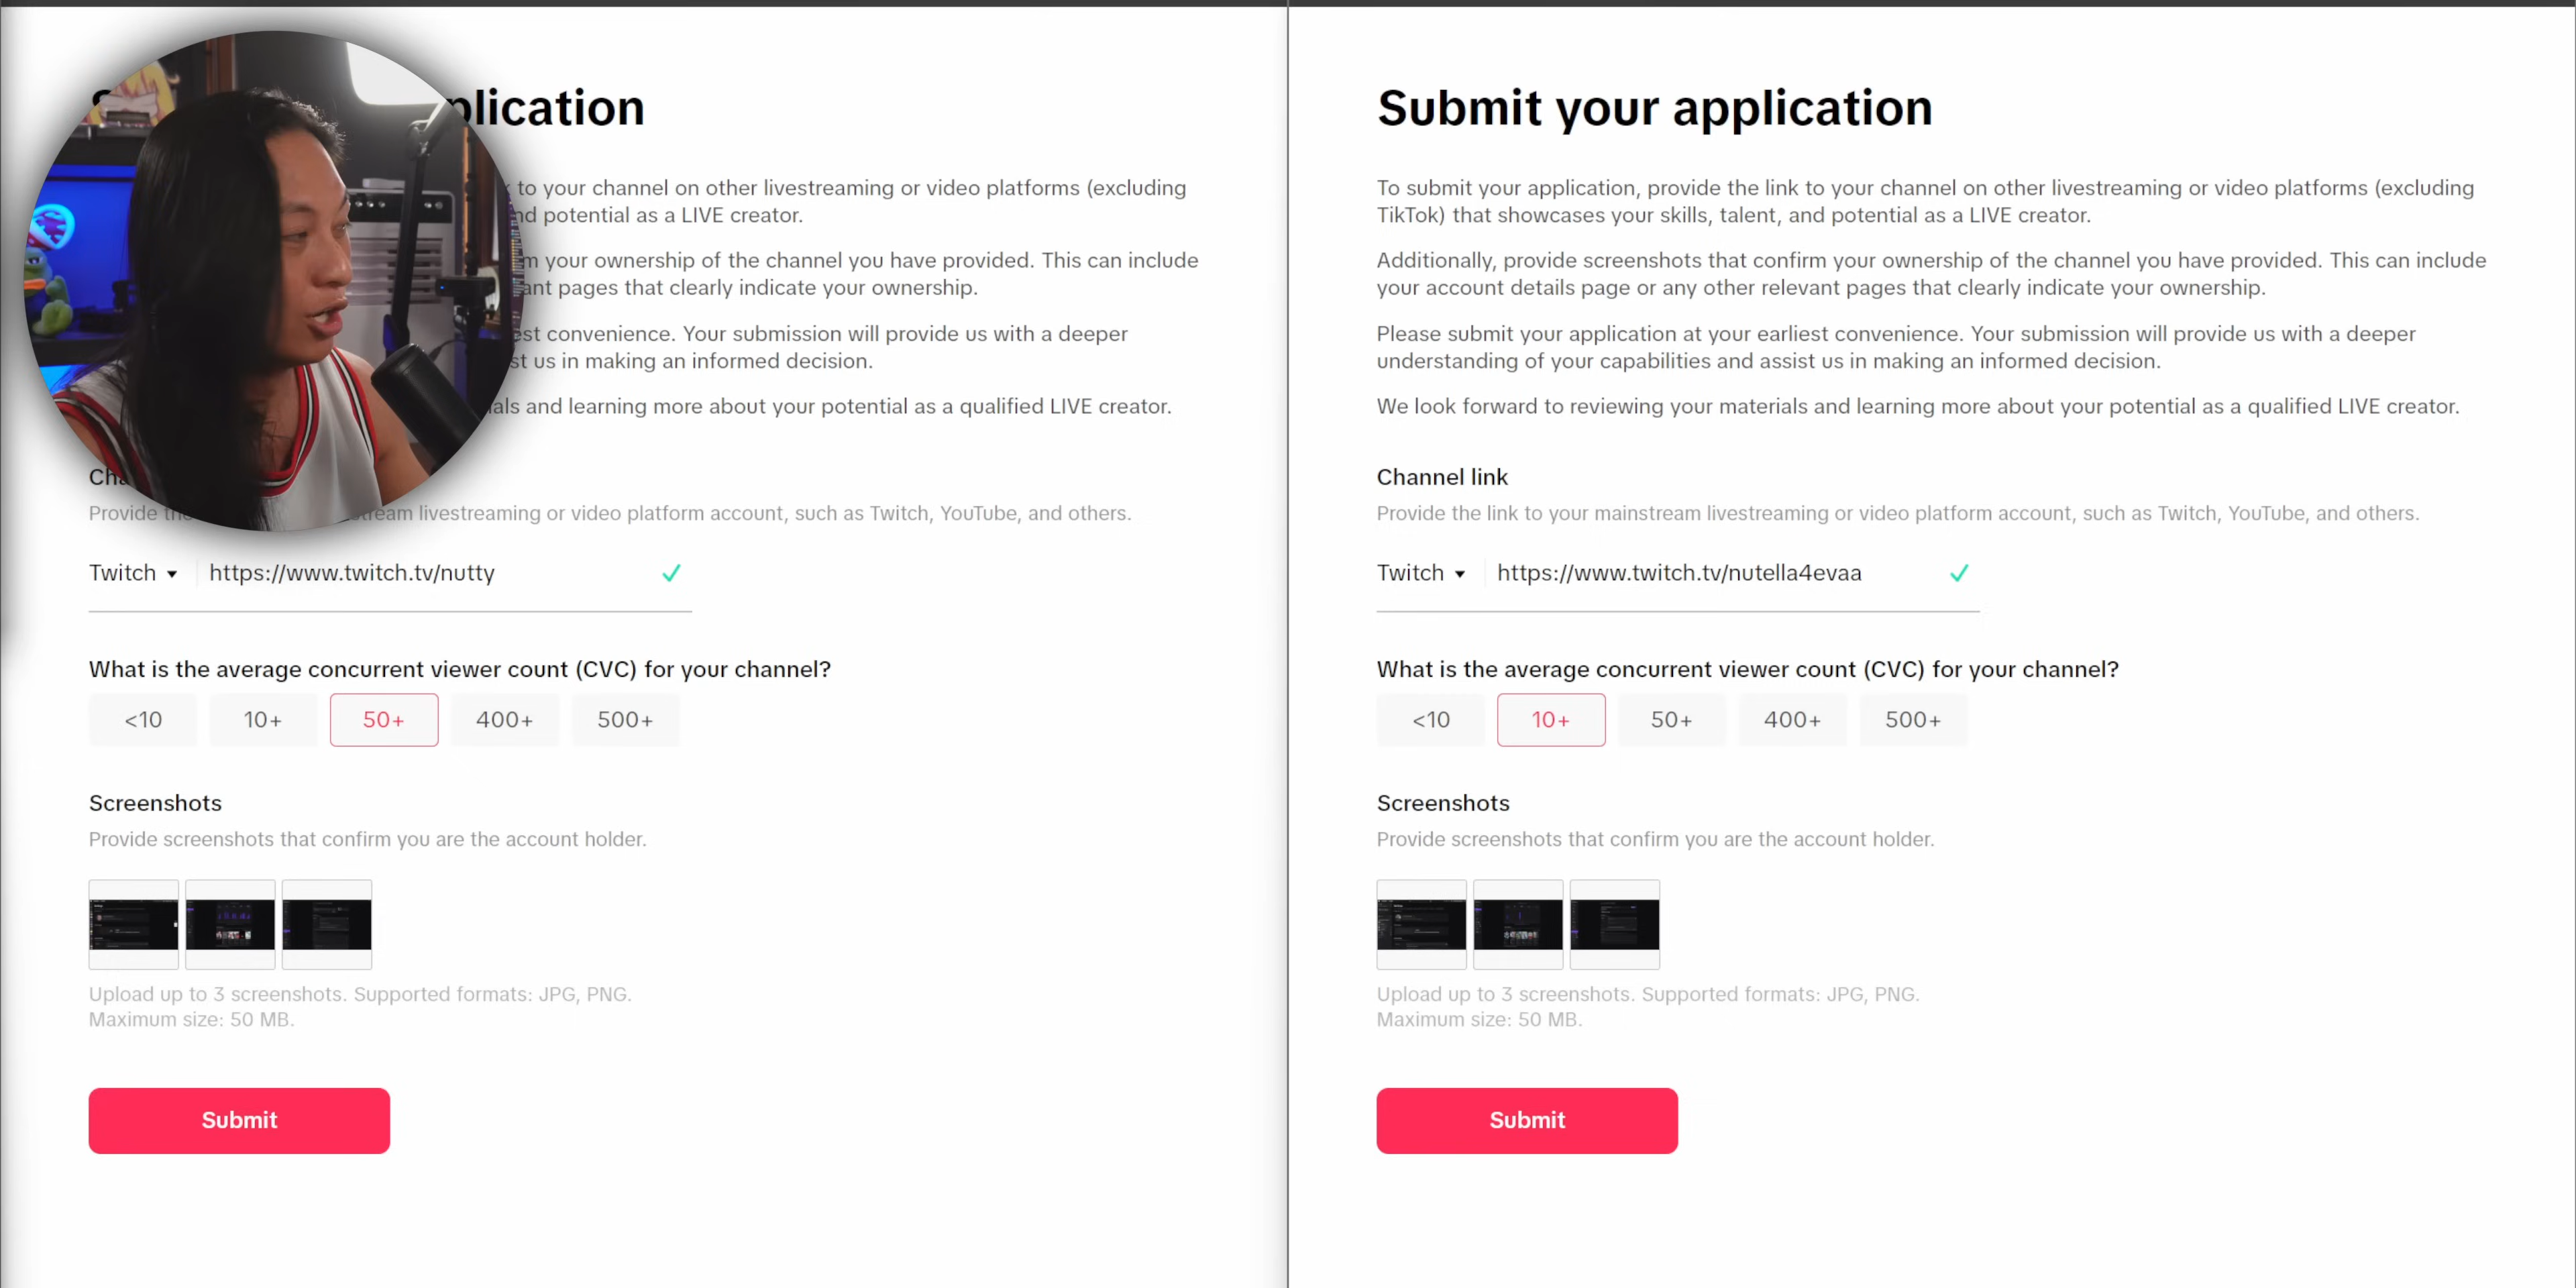 plication
to your channel on other livestreaming or video platforms (excluding
nd potential as a LIVE creator.
m your ownership of the channel you have provided. This can include
ant pages that clearly indicate your ownership.
est convenience. Your submission will provide us with a deeper
st us in making an informed decision.
als and learning more about your potential as a qualified LIVE creator.
Provide livestreaming or video platform account, such as Twitch, YouTube, and others.
Twitch https://www.twitch.tv/nutty
What is the average concurrent viewer count (CVC) for your channel?
<10 10+ 50+ 400+ 500+
Screenshots
Provide screenshots that confirm you are the account holder.
Upload up to 3 screenshots. Supported formats: JPG, PNG.
Maximum size: 50 MB.
Submit
Submit your application
To submit your application, provide the link to your channel on other livestreaming or video platforms (excluding
TikTok) that showcases your skills, talent, and potential as a LIVE creator.
Additionally, provide screenshots that confirm your ownership of the channel you have provided. This can include
your account details page or any other relevant pages that clearly indicate your ownership.
Please submit your application at your earliest convenience. Your submission will provide us with a deeper
understanding of your capabilities and assist us in making an informed decision.
We look forward to reviewing your materials and learning more about your potential as a qualified LIVE creator.
Channel link
Provide the link to your mainstream livestreaming or video platform account, such as Twitch, YouTube, and others.
Twitch https://www.twitch.tv/nutella4evaa
What is the average concurrent viewer count (CVC) for your channel?
<10 10+ 50+ 400+ 500+
Screenshots
Provide screenshots that confirm you are the account holder.
Upload up to 3 screenshots. Supported formats: JPG, PNG.
Maximum size: 50 MB.
Submit